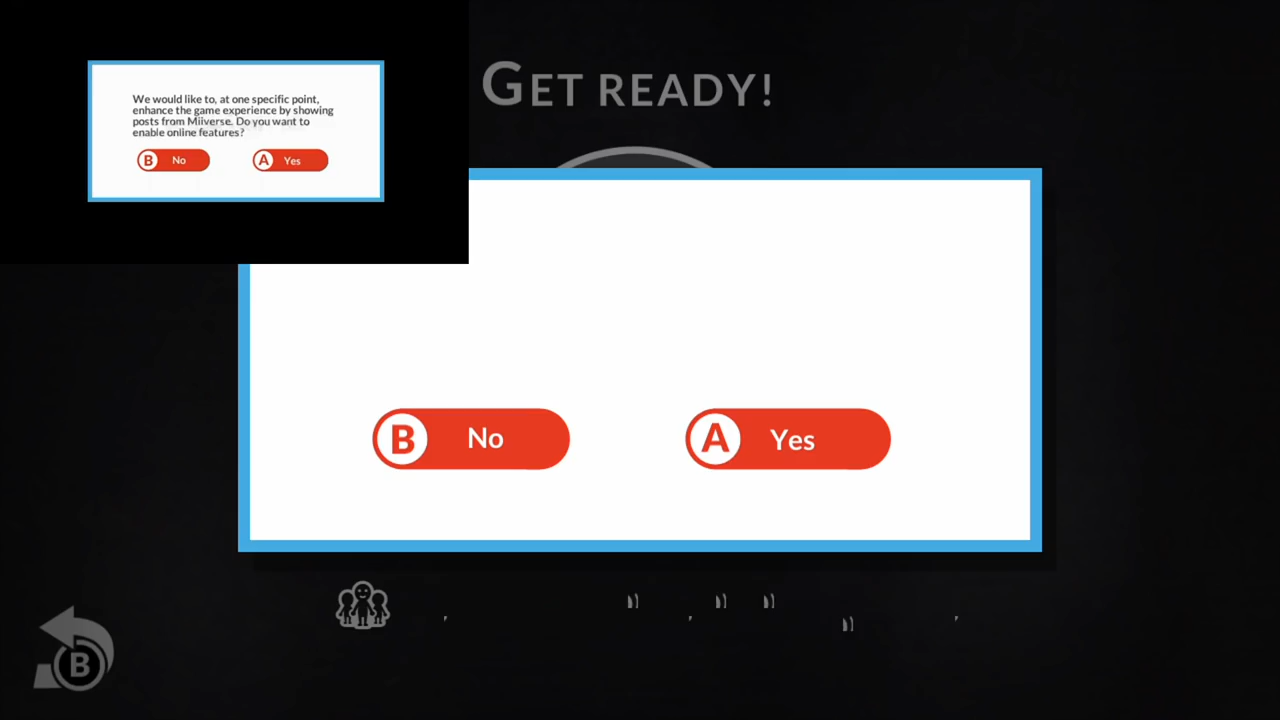 We would like to, at one specific point,
enhance the game experience by showing
posts from Miiverse. Do you want to
enable online features?
B No
A Yes
GET READY!
B No
A Yes
B